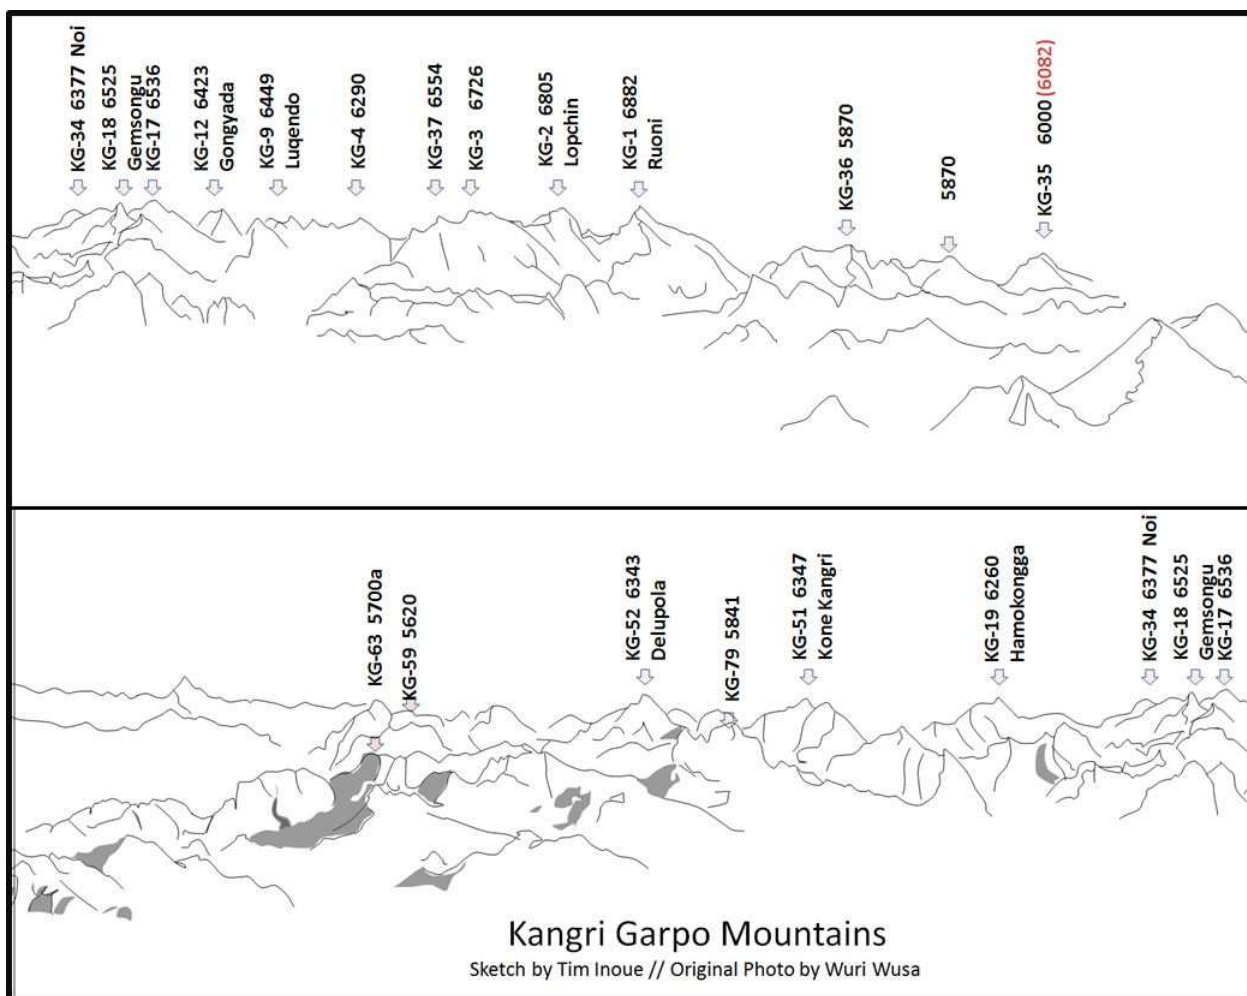 KG-34 6377 Noi
KG-18 6525
Gemsongu
KG-17 6536
KG-12 6423
Gongyada
KG-9 6449
Luqendo
KG-4 6290
KG-37 6554
KG-3 6726
KG-2 6805
Lopchin
KG-1 6882
Ruoni
KG-36 5870
5870
KG-35 6000 (6082)
KG-63 5700a
KG-59 5620
KG-52 6343
Delupola
KG-79 5841
KG-51 6347
Kone Kangri
KG-19 6260
Hamokongga
KG-34 6377 Noi
KG-18 6525
Gemsongu
KG-17 6536
Kangri Garpo Mountains
Sketch by Tim Inoue // Original Photo by Wuri Wusa